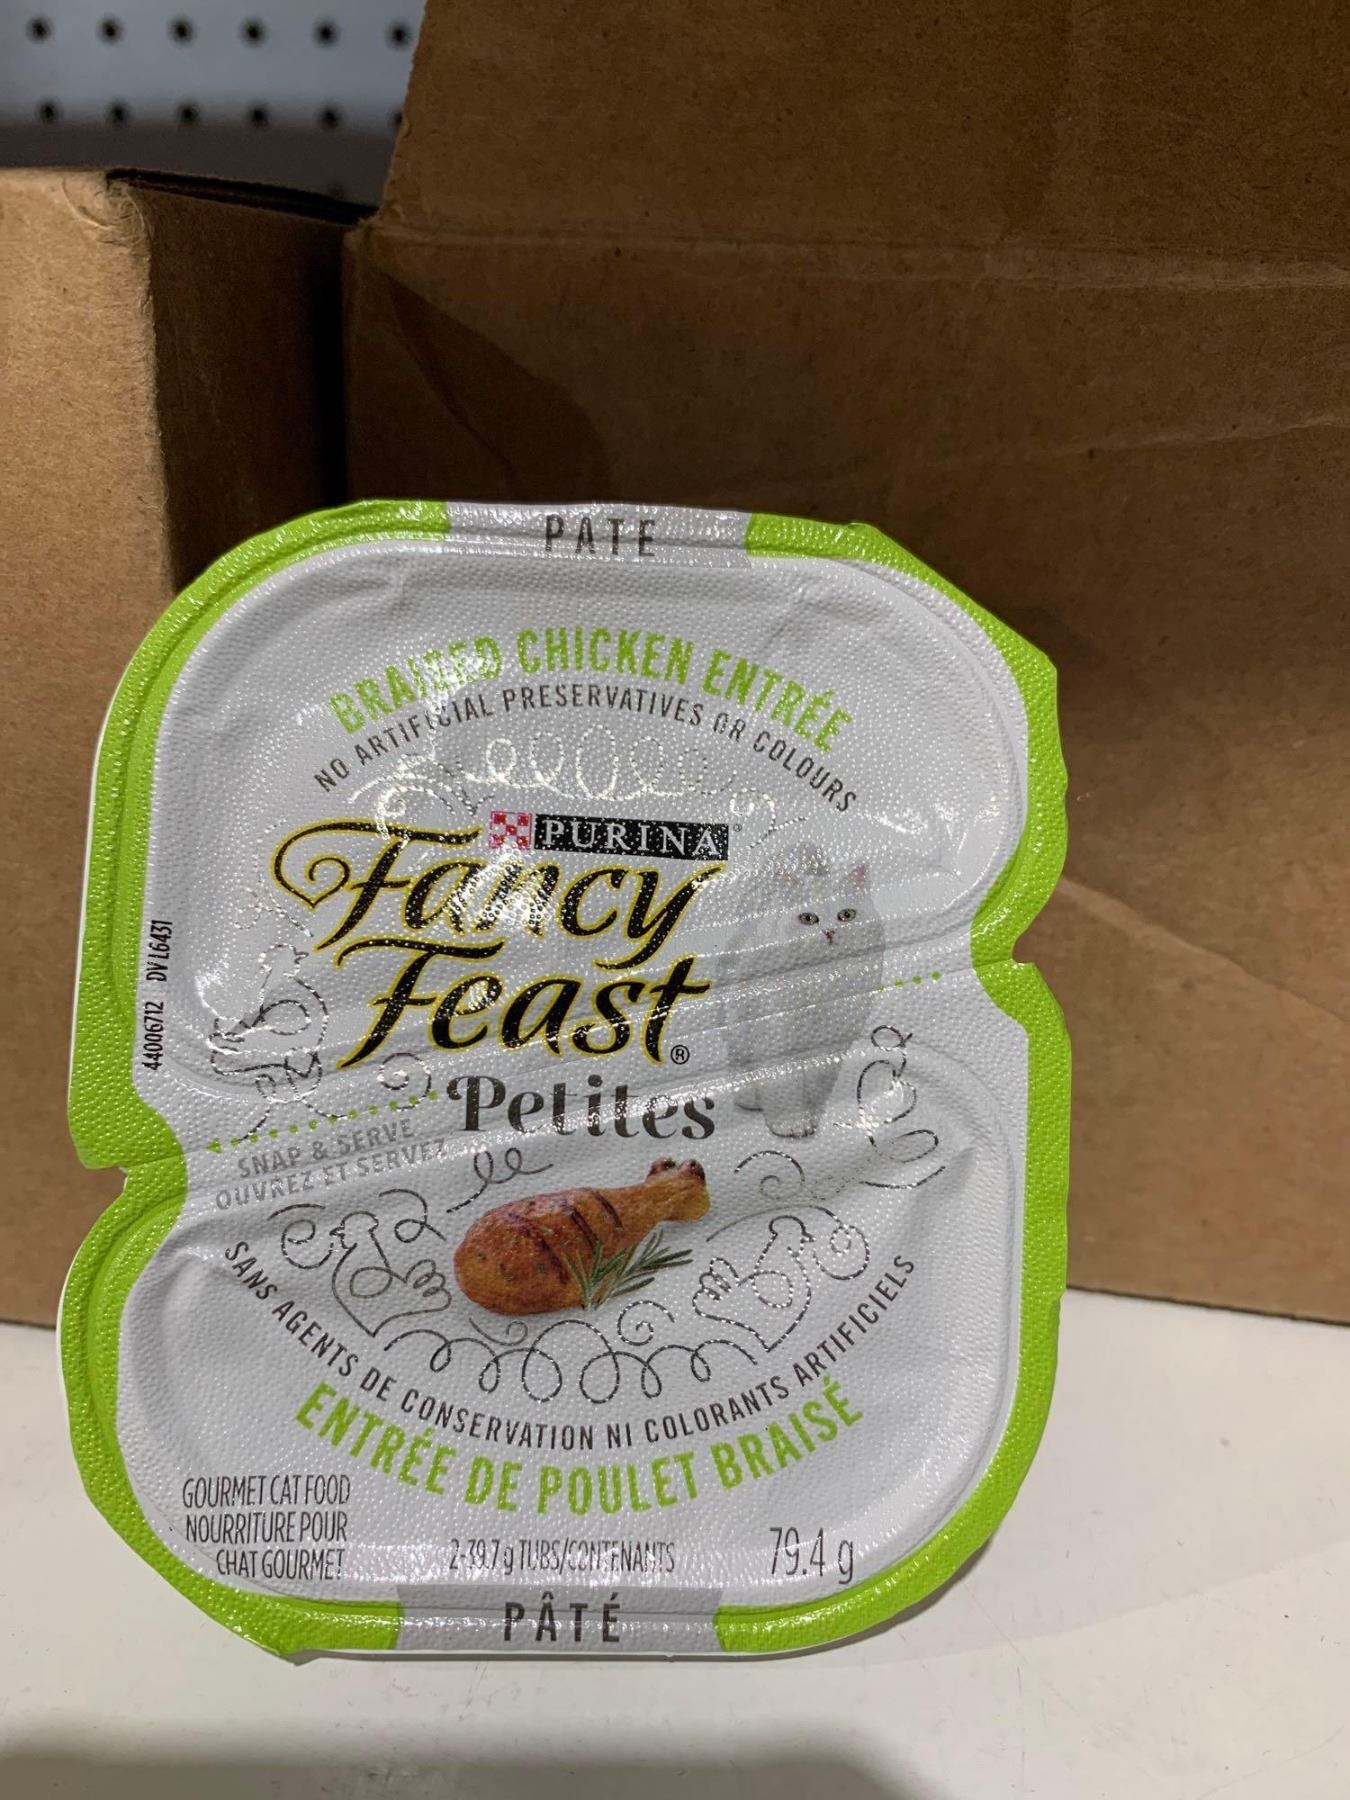 PATE
BRAISED CHICKEN ENTRÉE
NO ARTIFICIAL PRESERVATIVES OR COLOURS
PURINA
Fancy
Feast®
Petites
44006712 DV L6431
SNAP & SERVE
OUVREZ ET SERVEZ
SANS AGENTS DE CONSERVATION NI COLORANTS ARTIFICIELS
ENTRÉE DE POULET BRAISÉ
GOURMET CAT FOOD
NOURRITURE POUR
CHAT GOURMET
2-39.7 g TUBS/CONTENANTS
79.4 g
PÂTÉ